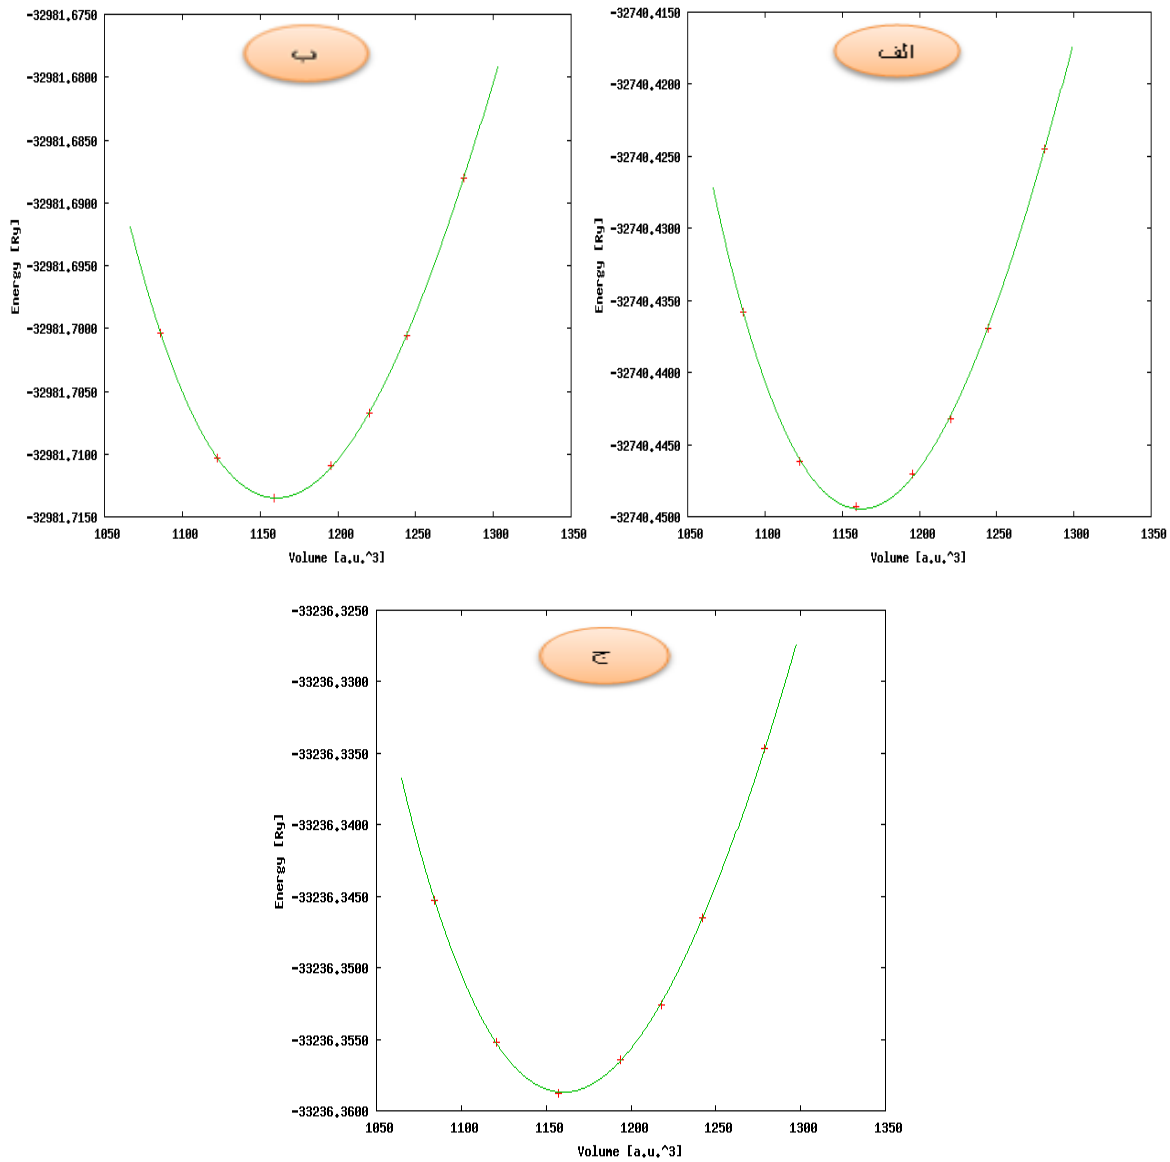 ب
-32981.6750
-32981.6800
-32981.6850
-32981.6900
-32981.6950
-32981.7000
-32981.7050
-32981.7100
-32981.7150
Energy [Ry]
1050 1100 1150 1200 1250 1300 1350
Volume [a.u.^3]
الف
-32740.4150
-32740.4200
-32740.4250
-32740.4300
-32740.4350
-32740.4400
-32740.4450
-32740.4500
Energy [Ry]
1050 1100 1150 1200 1250 1300 1350
Volume [a.u.^3]
ج
-33236.3250
-33236.3300
-33236.3350
-33236.3400
-33236.3450
-33236.3500
-33236.3550
-33236.3600
Energy [Ry]
1050 1100 1150 1200 1250 1300 1350
Volume [a.u.^3]